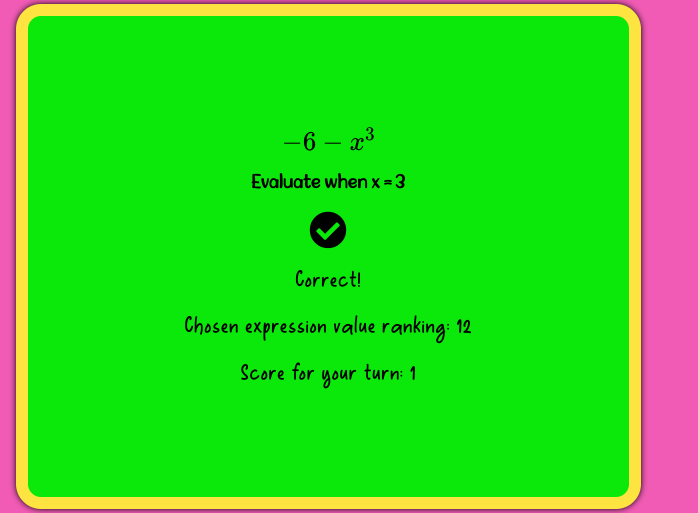 −6 − x³
Evaluate when x = 3
Correct!
Chosen expression value ranking: 12
Score for your turn: 1